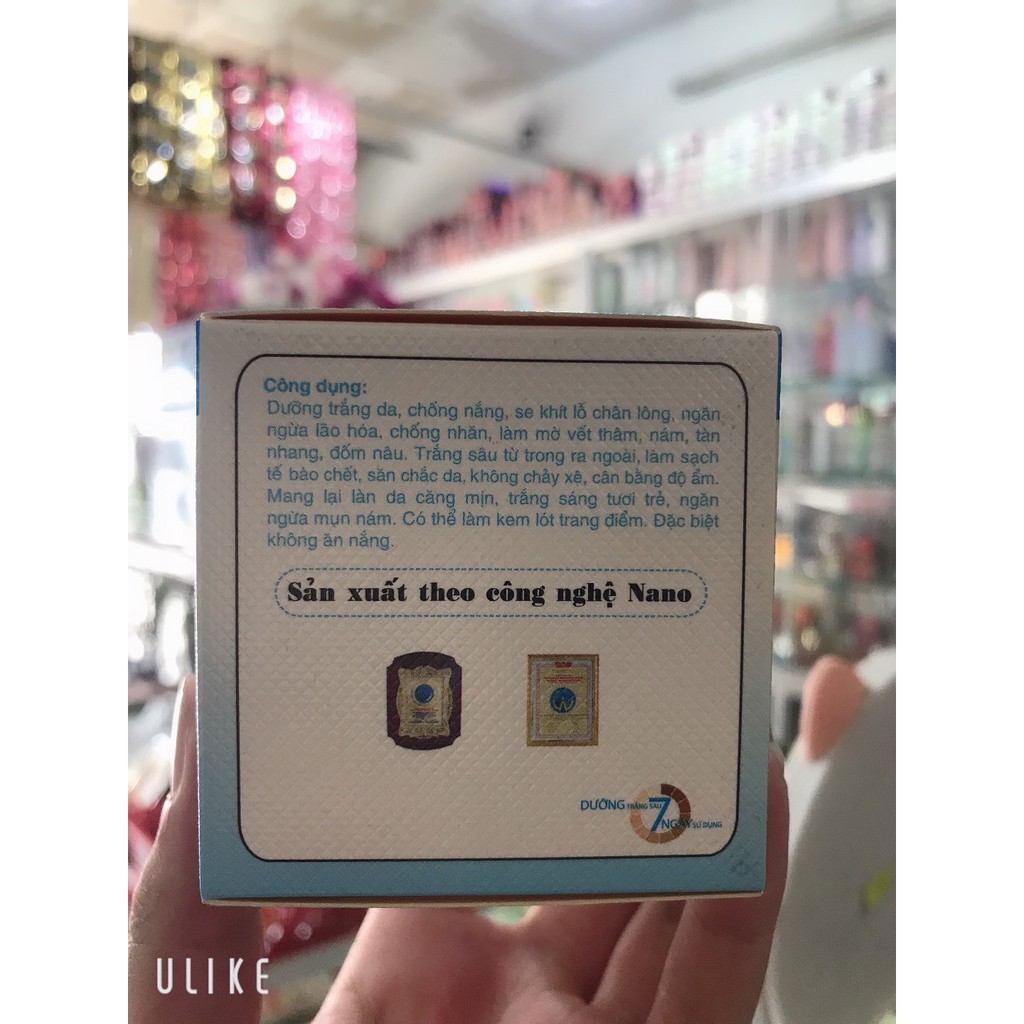 Công dụng:
Dưỡng trắng da, chống nắng, se khít lỗ chân lông, ngăn
ngừa lão hóa, chống nhăn, làm mờ vết thâm, nám, tàn
nhang, đốm nâu. Trắng sâu từ trong ra ngoài, làm sạch
tế bào chết, săn chắc da, không chảy xệ, cân bằng độ ẩm.
Mang lại làn da căng mịn, trắng sáng tươi trẻ, ngăn
ngừa mụn nám. Có thể làm kem lót trang điểm. Đặc biệt
không ăn nắng.
Sản xuất theo công nghệ Nano
DƯỠNG TRẮNG SAU
7 NGÀY SỬ DỤNG
ULIKE